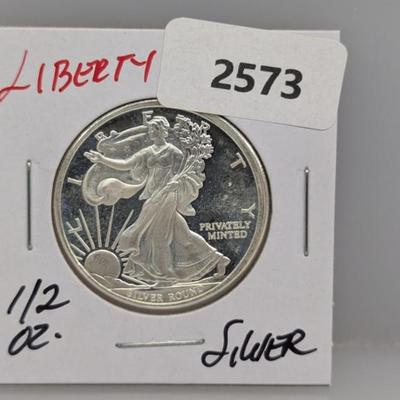 LIBERTY
2573
LIBERTY
PRIVATELY
MINTED
SILVER ROUND
1/2
OZ.
SILVER